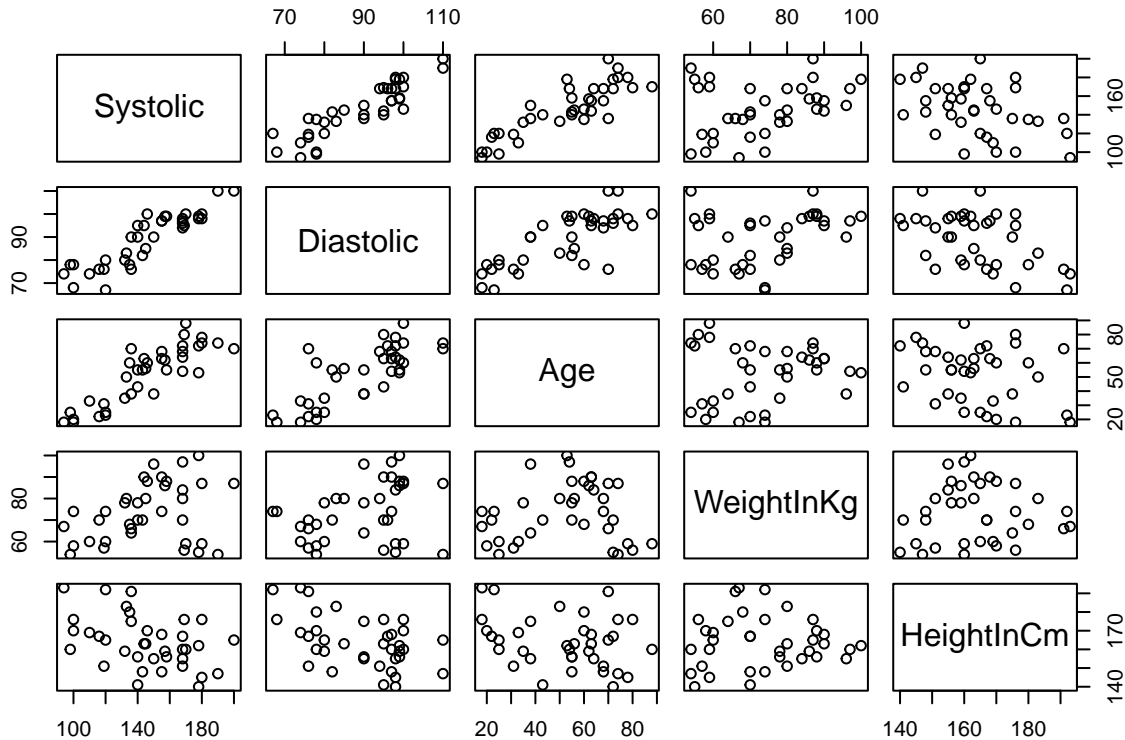 70 90 110
60 80 100
Systolic
100 160
70 90
Diastolic
Age
20 50 80
60 80
WeightInKg
HeightInCm
140 170
100 140 180
20 40 60 80
140 160 180